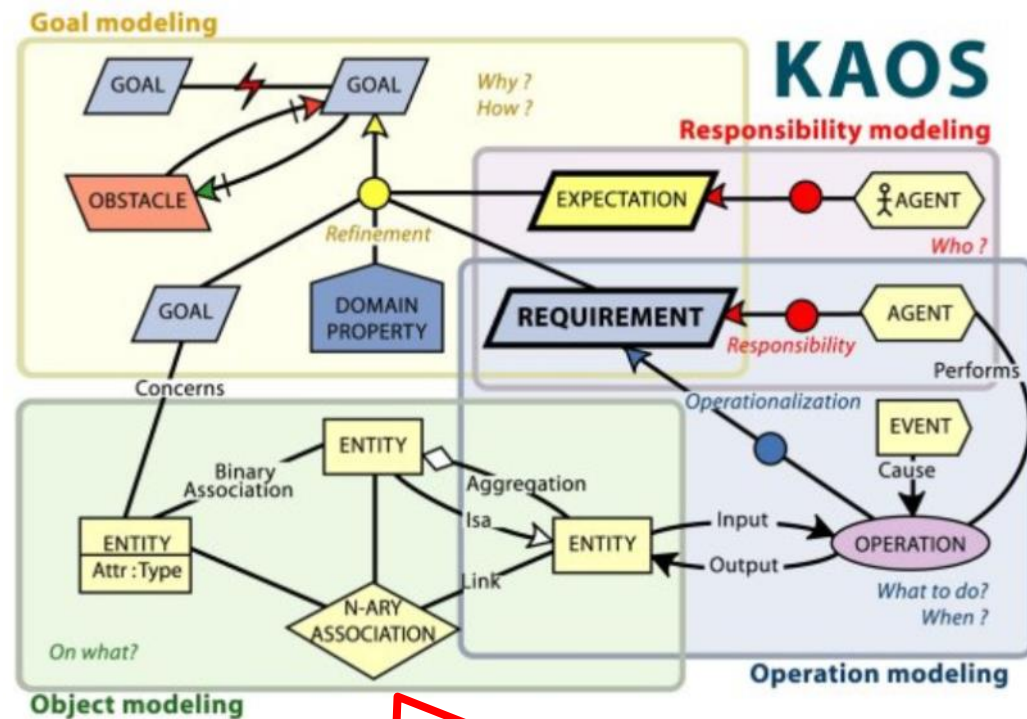 Goal modeling
KAOS
GOAL
GOAL
Why ?
How ?
Responsibility modeling
OBSTACLE
EXPECTATION
AGENT
Refinement
Who ?
GOAL
DOMAIN
PROPERTY
REQUIREMENT
AGENT
Responsibility
Performs
Concerns
Operationalization
EVENT
Cause
ENTITY
Binary
Association
Aggregation
Isa
Input
ENTITY
Attr : Type
ENTITY
OPERATION
Output
Link
N-ARY
ASSOCIATION
What to do?
When ?
On what?
Operation modeling
Object modeling